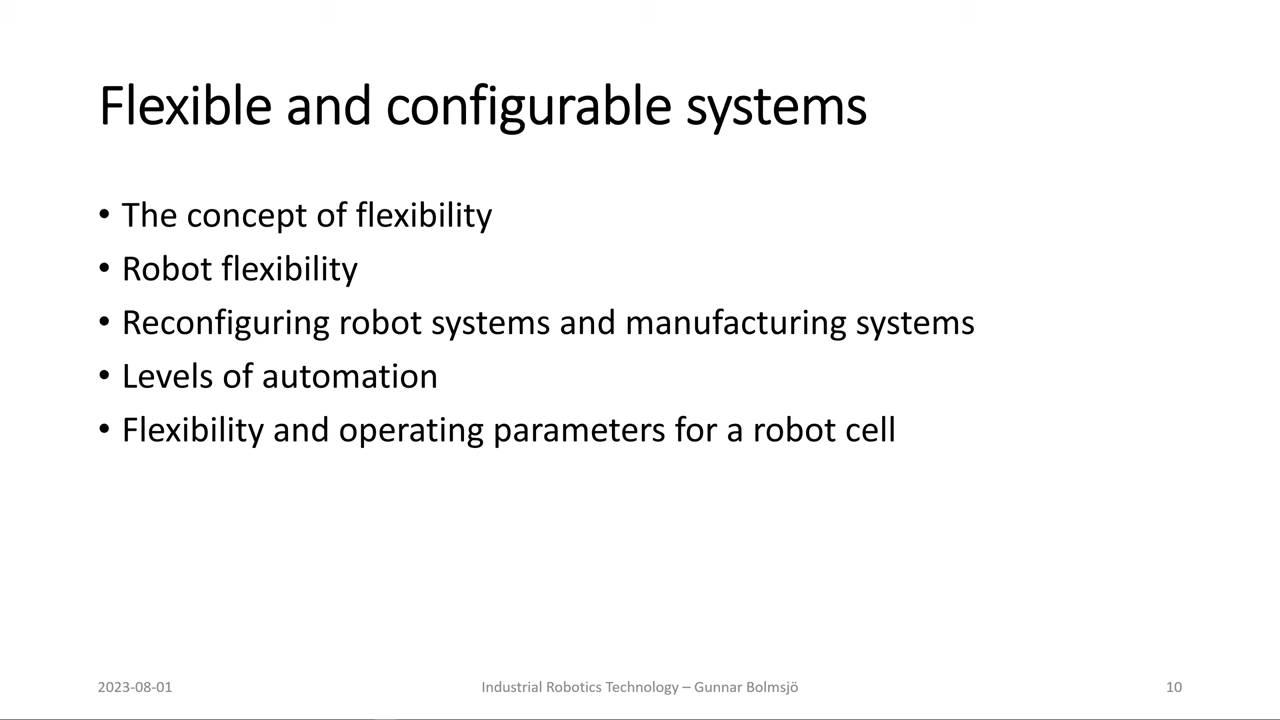 Flexible and configurable systems
• The concept of flexibility
• Robot flexibility
• Reconfiguring robot systems and manufacturing systems
• Levels of automation
• Flexibility and operating parameters for a robot cell
2023-08-01
Industrial Robotics Technology – Gunnar Bolmsjö
10